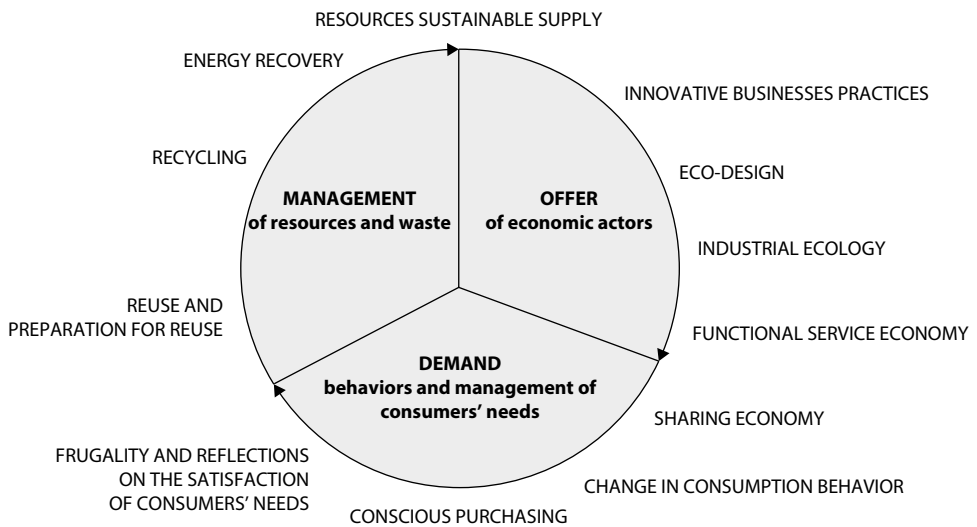 RESOURCES SUSTAINABLE SUPPLY
ENERGY RECOVERY
INNOVATIVE BUSINESSES PRACTICES
RECYCLING
ECO-DESIGN
MANAGEMENT
of resources and waste
OFFER
of economic actors
INDUSTRIAL ECOLOGY
REUSE AND
PREPARATION FOR REUSE
FUNCTIONAL SERVICE ECONOMY
DEMAND
behaviors and management of
consumers’ needs
SHARING ECONOMY
FRUGALITY AND REFLECTIONS
ON THE SATISFACTION
OF CONSUMERS’ NEEDS
CHANGE IN CONSUMPTION BEHAVIOR
CONSCIOUS PURCHASING